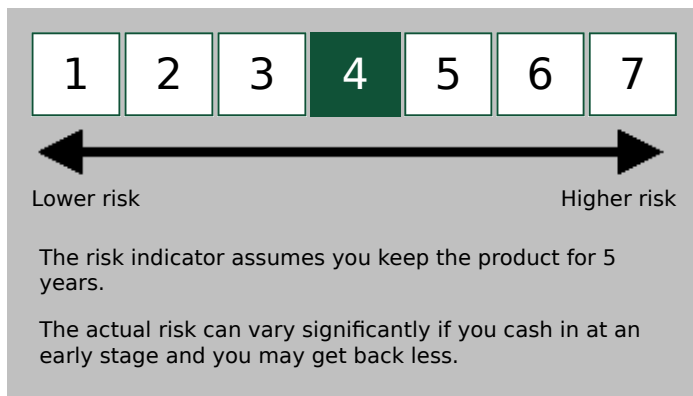 1 2 3 4 5 6 7
Lower risk Higher risk
The risk indicator assumes you keep the product for 5
years.
The actual risk can vary significantly if you cash in at an
early stage and you may get back less.